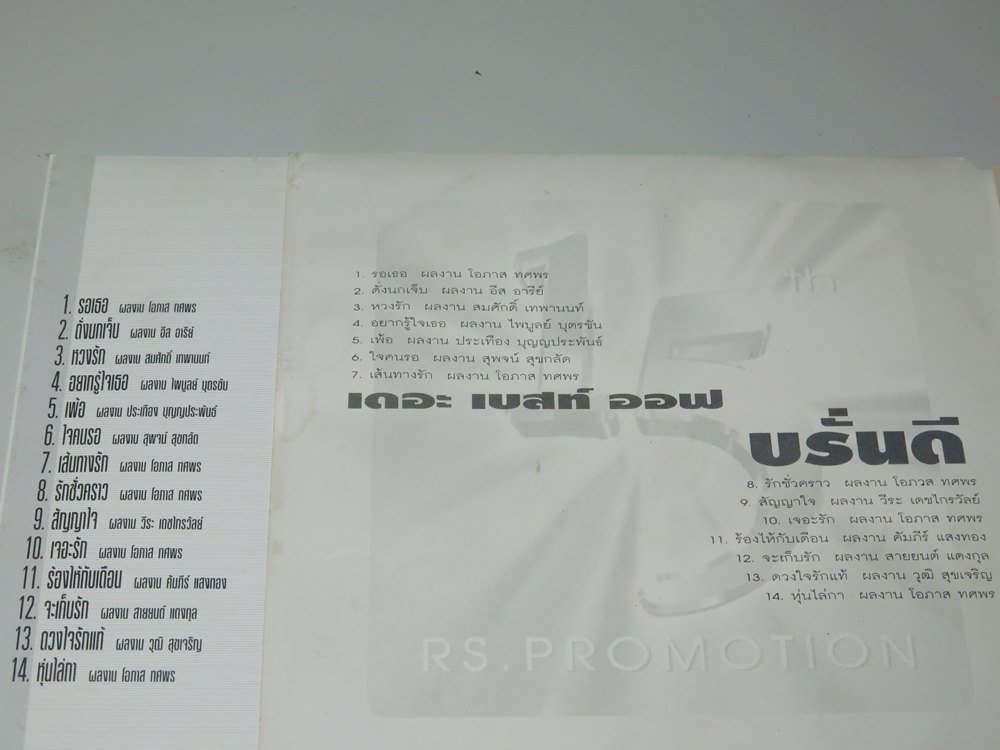 1. รอเธอ ผลงาน โอภาส ทศพร
2. ดั่งนกเจ็บ ผลงาน อีส อารีย์
3. หวงรัก ผลงาน สมศักดิ์ เทพานนท์
4. อยากรู้ใจเธอ ผลงาน ไพบูลย์ บุตรขัน
5. เพ้อ ผลงาน ประเทือง บุญญประพันธ์
6. ใจคนรอ ผลงาน สุพจน์ สุขกลัด
7. เส้นทางรัก ผลงาน โอภาส ทศพร
8. รักชั่วคราว ผลงาน โอภาส ทศพร
9. สัญญาใจ ผลงาน วีระ เดชไกรวัลย์
10. เจอะรัก ผลงาน โอภาส ทศพร
11. ร้องไห้กับเดือน ผลงาน คัมภีร์ แสงทอง
12. จะเก็บรัก ผลงาน สายยนต์ แดงกุล
13. ดวงใจรักแท้ ผลงาน วุฒิ สุขเจริญ
14. หุ่นไล่กา ผลงาน โอภาส ทศพร
15th
1. รอเธอ ผลงาน โอภาส ทศพร
2. ดั่งนกเจ็บ ผลงาน อีส อารีย์
3. หวงรัก ผลงาน สมศักดิ์ เทพานนท์
4. อยากรู้ใจเธอ ผลงาน ไพบูลย์ บุตรขัน
5. เพ้อ ผลงาน ประเทือง บุญญประพันธ์
6. ใจคนรอ ผลงาน สุพจน์ สุขกลัด
7. เส้นทางรัก ผลงาน โอภาส ทศพร
เดอะ เบสท์ ออฟ
บรั่นดี
8. รักชั่วคราว ผลงาน โอภวส ทศพร
9. สัญญาใจ ผลงาน วีระ เดชไกรวัลย์
10. เจอะรัก ผลงาน โอภาส ทศพร
11. ร้องไห้กับเดือน ผลงาน คัมภีร์ แสงทอง
12. จะเก็บรัก ผลงาน สายยนต์ แดงกุล
13. ดวงใจรักแท้ ผลงาน วุฒิ สุขเจริญ
14. หุ่นไล่กา ผลงาน โอภาส ทศพร
RS.PROMOTION